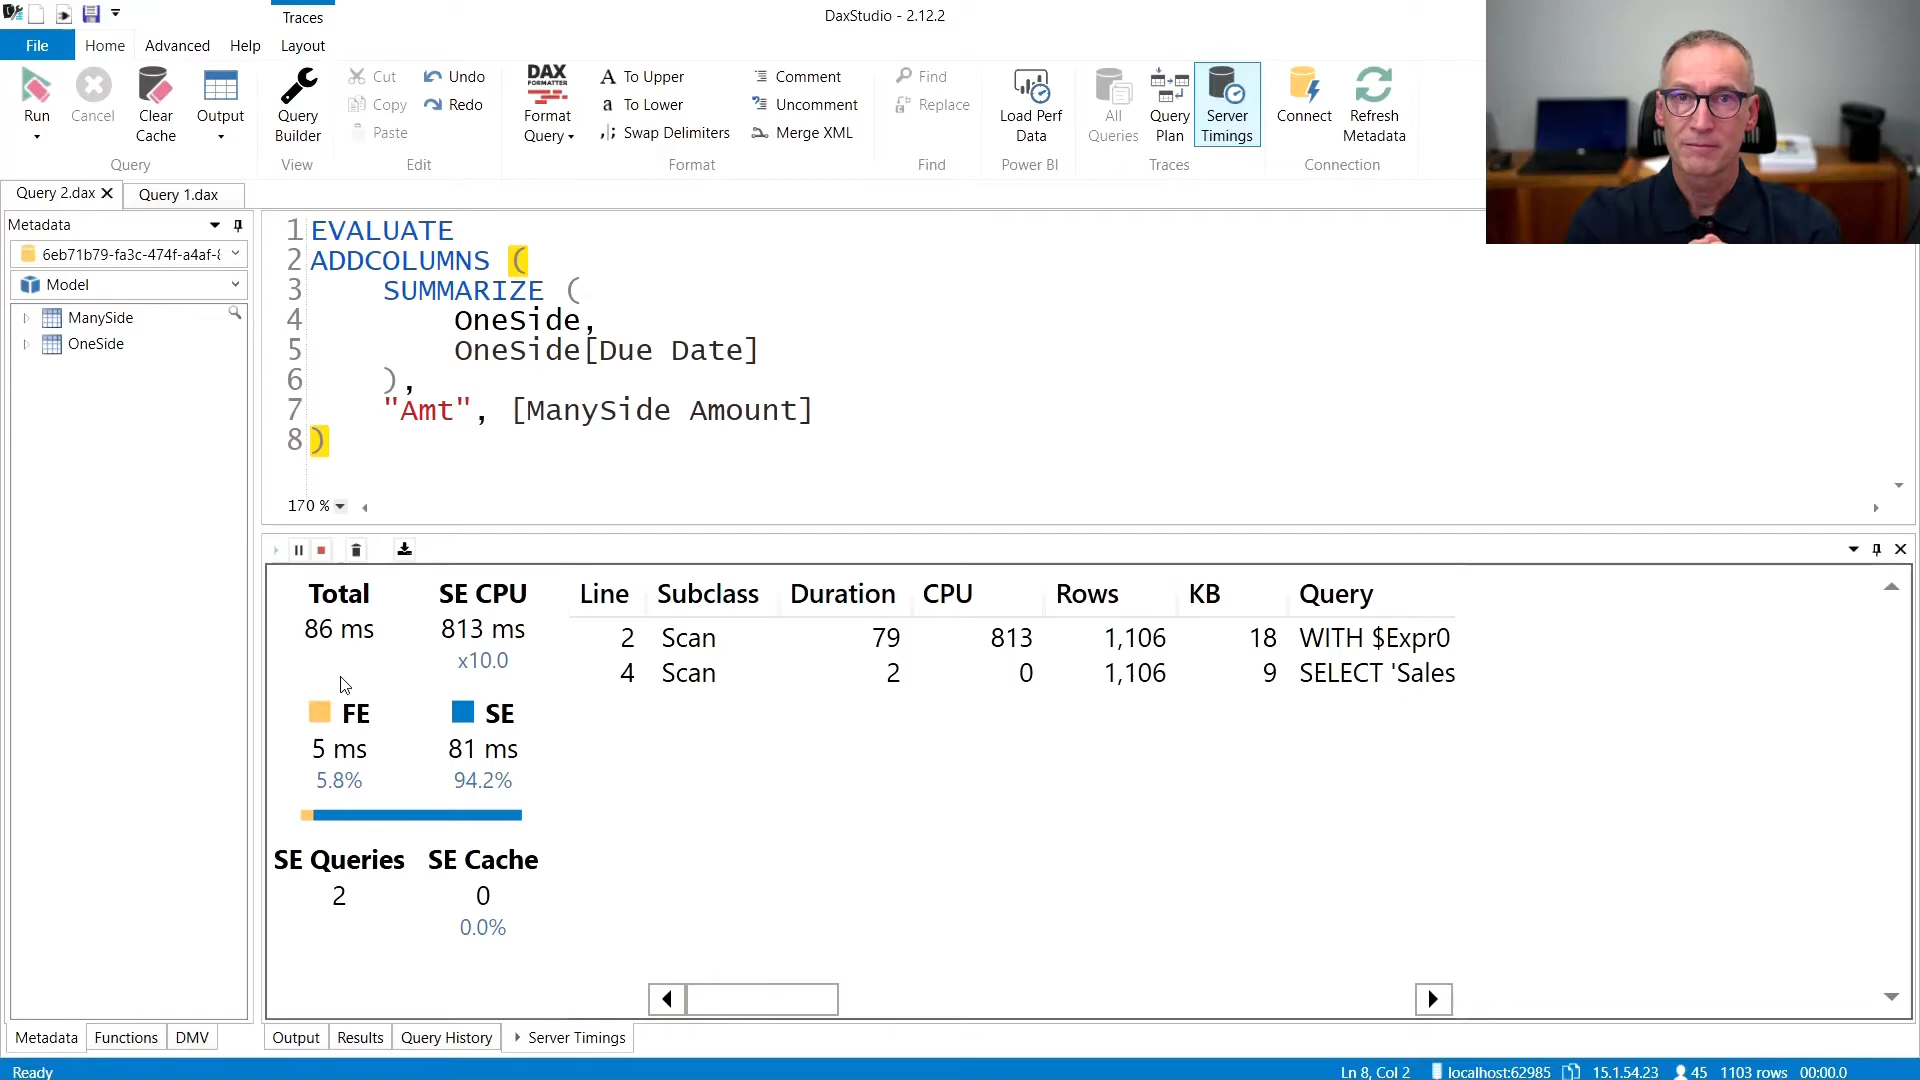 DaxStudio - 2.12.2
Traces
File Home Advanced Help Layout
Run
Cancel
Clear Cache
Output
Query
Query Builder
View
Cut
Copy
Paste
Undo
Redo
Edit
DAX FORMATTER
Format Query
To Upper
To Lower
Swap Delimiters
Comment
Uncomment
Merge XML
Format
Find
Replace
Find
Load Perf Data
Power BI
All Queries
Query Plan
Server Timings
Traces
Connect
Refresh Metadata
Connection
Query 2.dax
Query 1.dax
Metadata
6eb71b79-fa3c-474f-a4af-
Model
ManySide
OneSide
1 EVALUATE
2 ADDCOLUMNS (
3 SUMMARIZE (
4 OneSide,
5 OneSide[Due Date]
6 ),
7 "Amt", [ManySide Amount]
8 )
170 %
Total SE CPU
86 ms 813 ms
x10.0
FE SE
5 ms 81 ms
5.8% 94.2%
SE Queries SE Cache
2 0
0.0%
Line Subclass Duration CPU Rows KB Query
2 Scan 79 813 1,106 18 WITH $Expr0
4 Scan 2 0 1,106 9 SELECT 'Sales
Metadata Functions DMV
Output Results Query History Server Timings
Ready
Ln 8, Col 2 localhost:62985 15.1.54.23 45 1103 rows 00:00.0